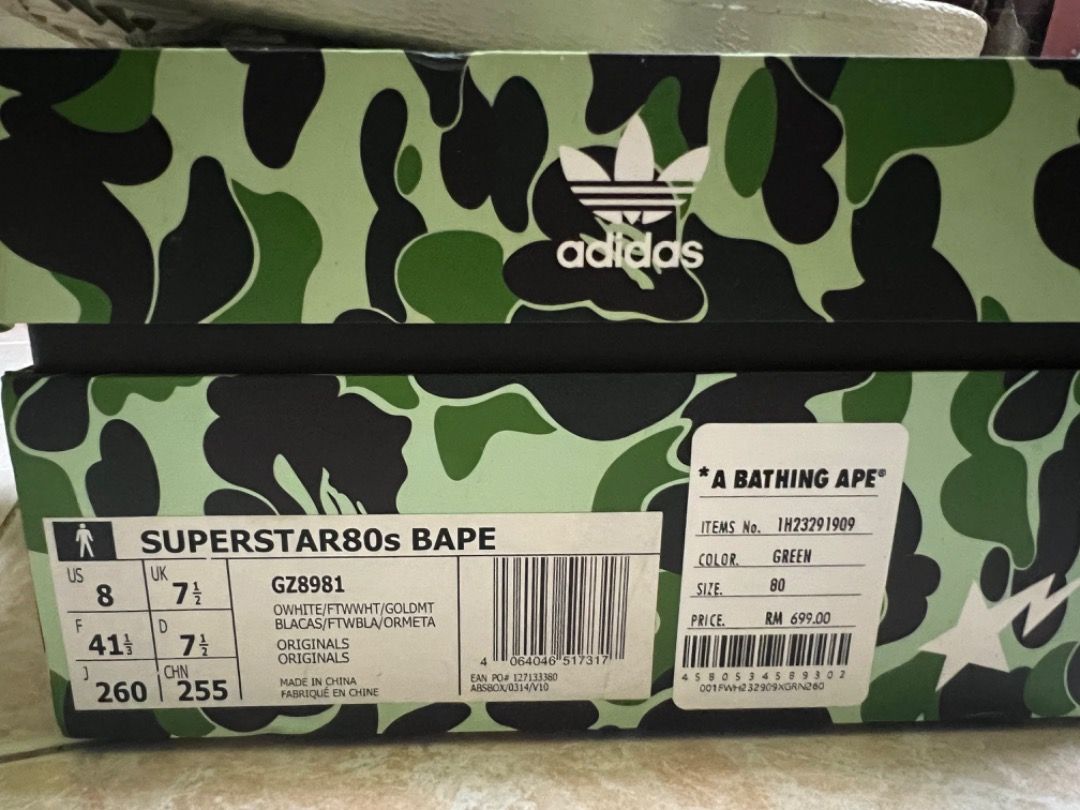 adidas
SUPERSTAR80s BAPE
US
8
UK
7½
F
41⅓
D
7½
J
260
CHN
255
GZ8981
OWHITE/FTWWHT/GOLDMT
BLACAS/FTWBLA/ORMETA
ORIGINALS
ORIGINALS
MADE IN CHINA
FABRIQUÉ EN CHINE
4 064046 517317
EAN PO# 127133380
ABSBOX/0314/V10
*A BATHING APE®
ITEMS No. 1H23291909
COLOR. GREEN
SIZE. 80
PRICE. RM 699.00
4580534589302
001FWH232909XGRN260